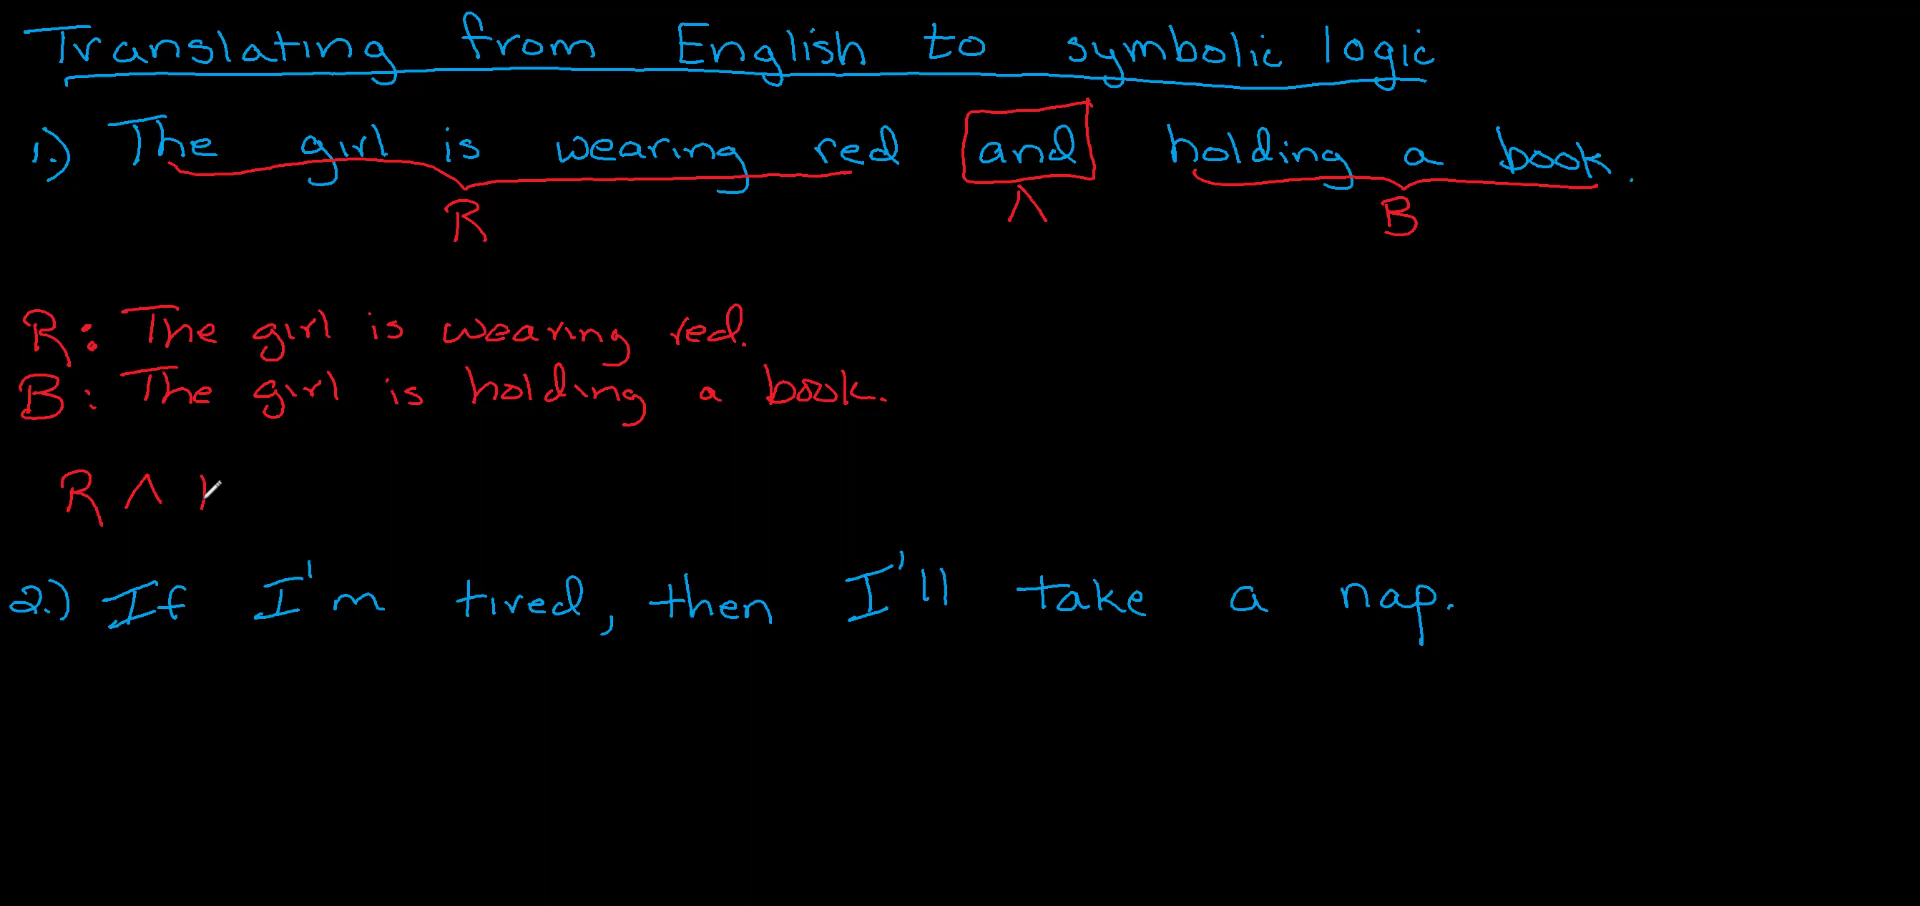 Translating from English to symbolic logic
1.) The girl is wearing red and holding a book.
R ∧ B
R: The girl is wearing red.
B: The girl is holding a book.
R ∧
2.) If I'm tired, then I'll take a nap.